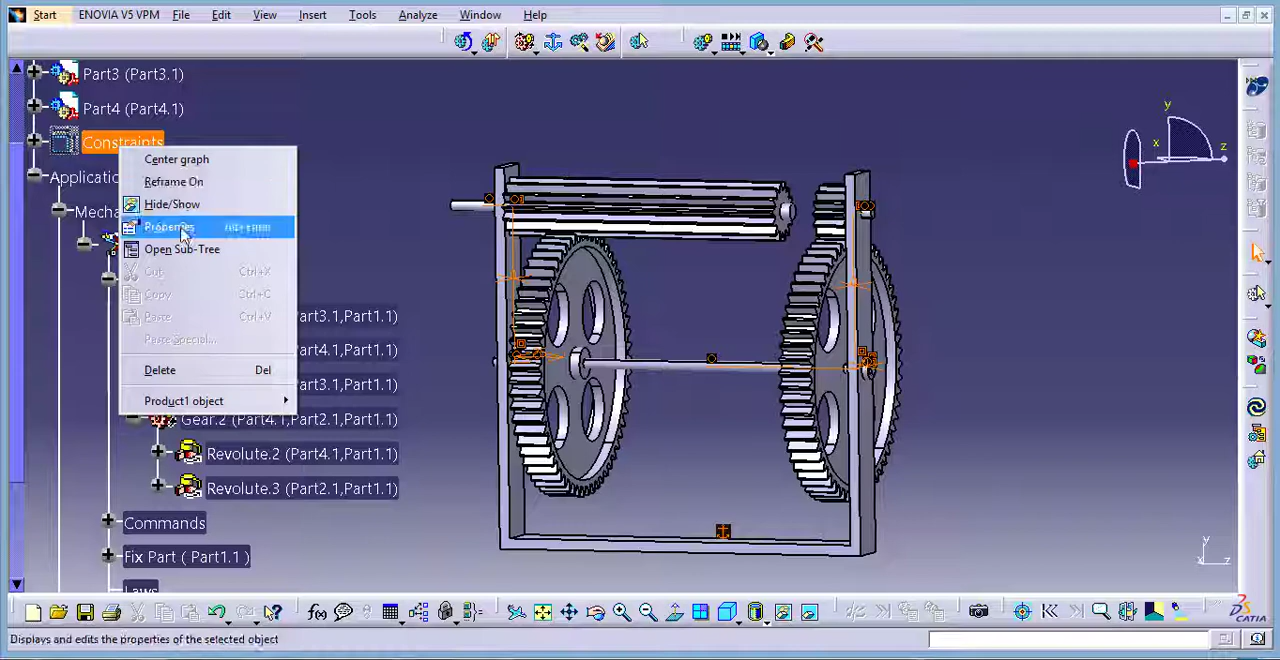 Start ENOVIA V5 VPM File Edit View Insert Tools Analyze Window Help
Part3 (Part3.1)
Part4 (Part4.1)
Constraints
Center graph
Reframe On
Hide/Show
Properties
Open Sub-Tree
Cut Ctrl+X
Copy Ctrl+C
Paste Ctrl+V
Paste Special...
Delete Del
Product1 object
Part3.1,Part1.1)
Part4.1,Part1.1)
Part3.1,Part1.1)
Gear.2 (Part4.1,Part2.1,Part1.1)
Revolute.2 (Part4.1,Part1.1)
Revolute.3 (Part2.1,Part1.1)
Commands
Fix Part ( Part1.1 )
Laws
y
x
z
y
x
z
f(x)
CATIA
Displays and edits the properties of the selected object